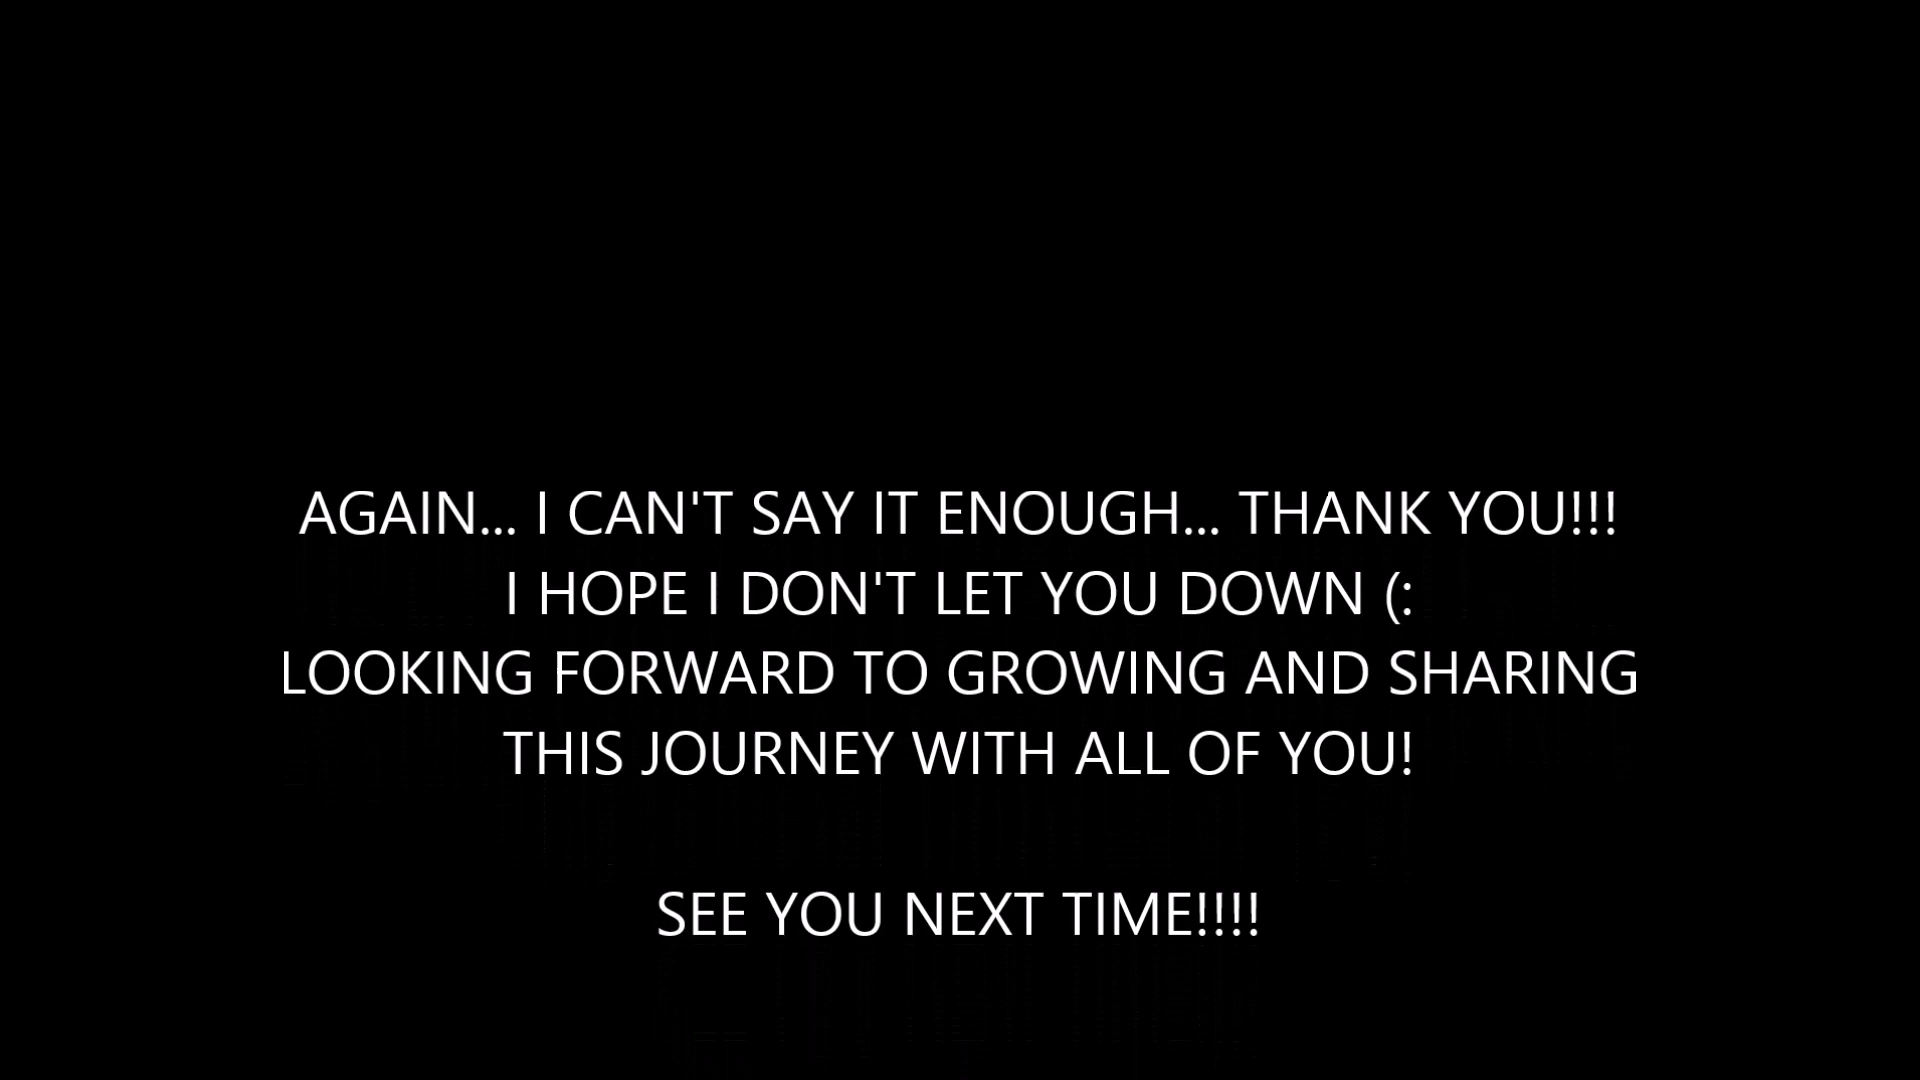 AGAIN... I CAN'T SAY IT ENOUGH... THANK YOU!!!
I HOPE I DON'T LET YOU DOWN (:
LOOKING FORWARD TO GROWING AND SHARING
THIS JOURNEY WITH ALL OF YOU!
SEE YOU NEXT TIME!!!!